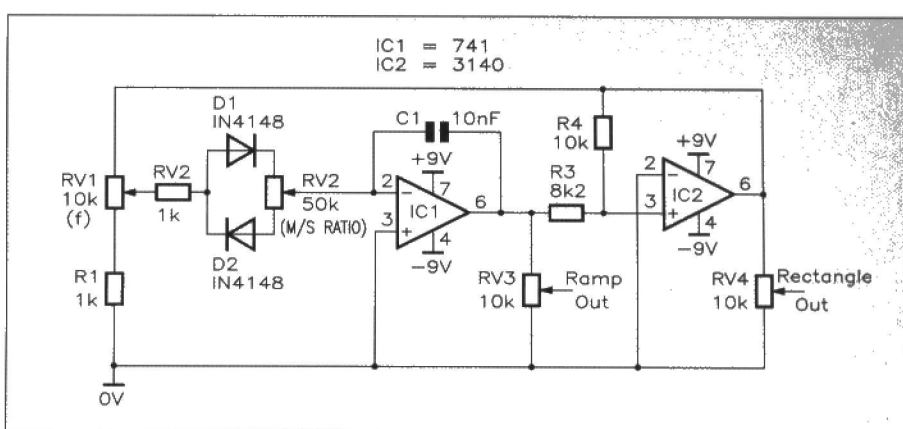 IC1 = 741
IC2 = 3140
D1
IN4148
C1
10nF
R4
10k
+9V
+9V
RV1
10k
(f)
RV2
1k
RV2
50k
(M/S RATIO)
2
−
3
+
IC1
7
6
4
−9V
R3
8k2
2
−
3
+
IC2
7
6
4
−9V
D2
IN4148
R1
1k
RV3
10k
Ramp
Out
RV4
10k
Rectangle
Out
0V